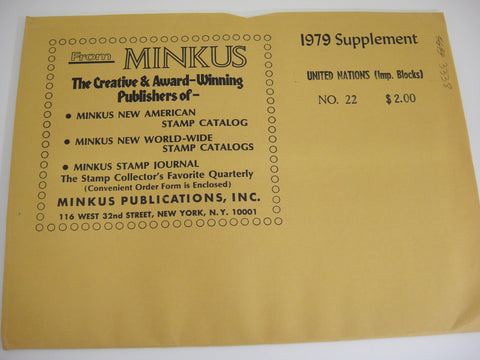 From MINKUS
The Creative & Award-Winning
Publishers of-
• MINKUS NEW AMERICAN
STAMP CATALOG
• MINKUS NEW WORLD-WIDE
STAMP CATALOGS
• MINKUS STAMP JOURNAL
The Stamp Collector's Favorite Quarterly
(Convenient Order Form is Enclosed)
MINKUS PUBLICATIONS, INC.
116 WEST 32nd STREET, NEW YORK, N.Y. 10001
1979 Supplement
UNITED NATIONS (Imp. Blocks)
NO. 22 $2.00